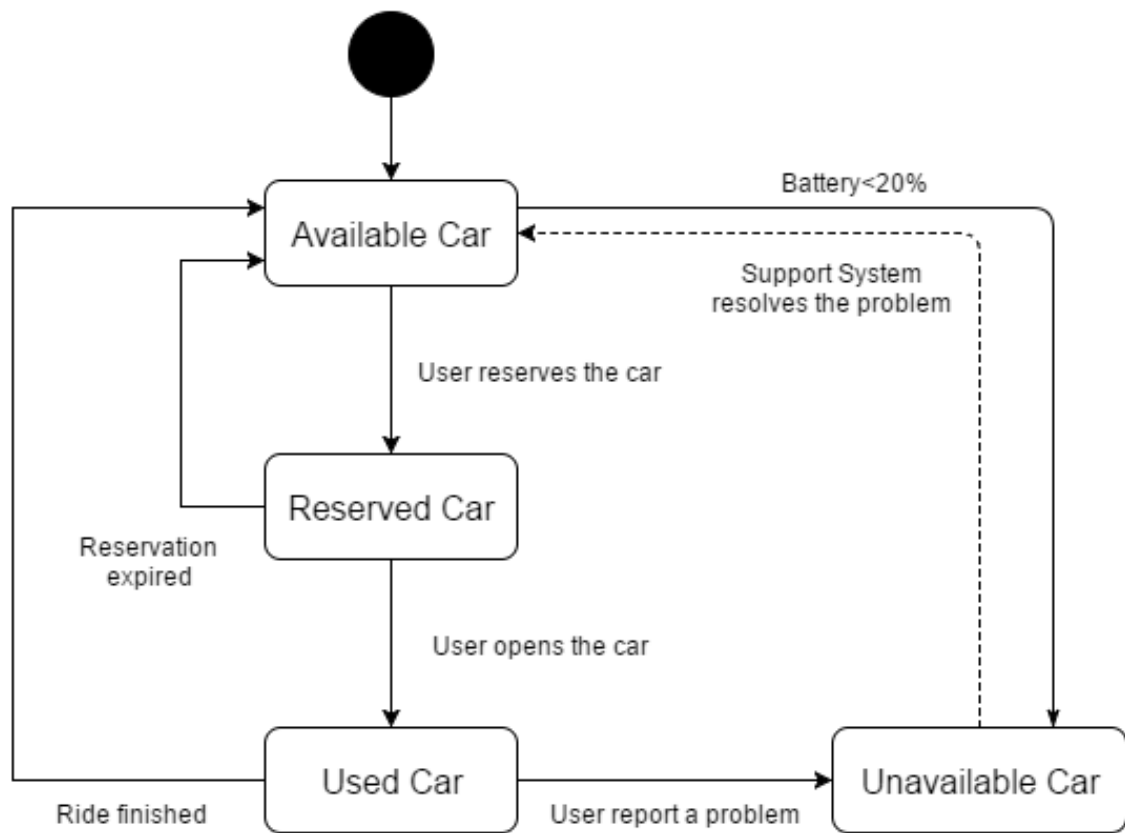 Battery<20%
Available Car
Support System
resolves the problem
User reserves the car
Reserved Car
Reservation
expired
User opens the car
Used Car
Unavailable Car
Ride finished
User report a problem